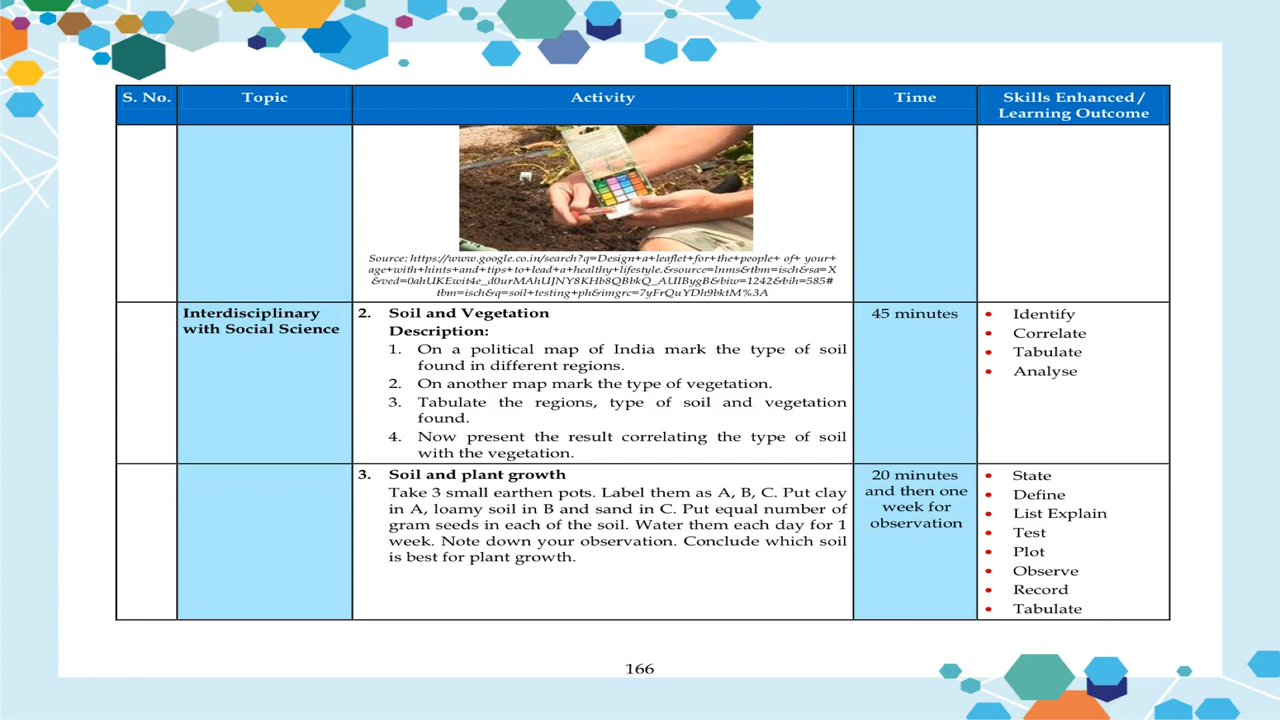 S. No.
Topic
Activity
Time
Skills Enhanced /
Learning Outcome
Source: https://www.google.co.in/search?q=Design+a+leaflet+for+the+people+ of+ your+
age+with+hints+and+tips+to+lead+a+healthy+lifestyle.&source=lnms&tbm=isch&sa=X
&ved=0ahUKEwit4e_d0urMAhUJNY8KHb8QBbkQ_AUIBygB&biw=1242&bih=585#
tbm=isch&q=soil+testing+ph&imgrc=7yFrQuYDh9bktM%3A
Interdisciplinary
with Social Science
2. Soil and Vegetation
Description:
1. On a political map of India mark the type of soil
found in different regions.
2. On another map mark the type of vegetation.
3. Tabulate the regions, type of soil and vegetation
found.
4. Now present the result correlating the type of soil
with the vegetation.
45 minutes
• Identify
• Correlate
• Tabulate
• Analyse
3. Soil and plant growth
Take 3 small earthen pots. Label them as A, B, C. Put clay
in A, loamy soil in B and sand in C. Put equal number of
gram seeds in each of the soil. Water them each day for 1
week. Note down your observation. Conclude which soil
is best for plant growth.
20 minutes
and then one
week for
observation
• State
• Define
• List Explain
• Test
• Plot
• Observe
• Record
• Tabulate
166